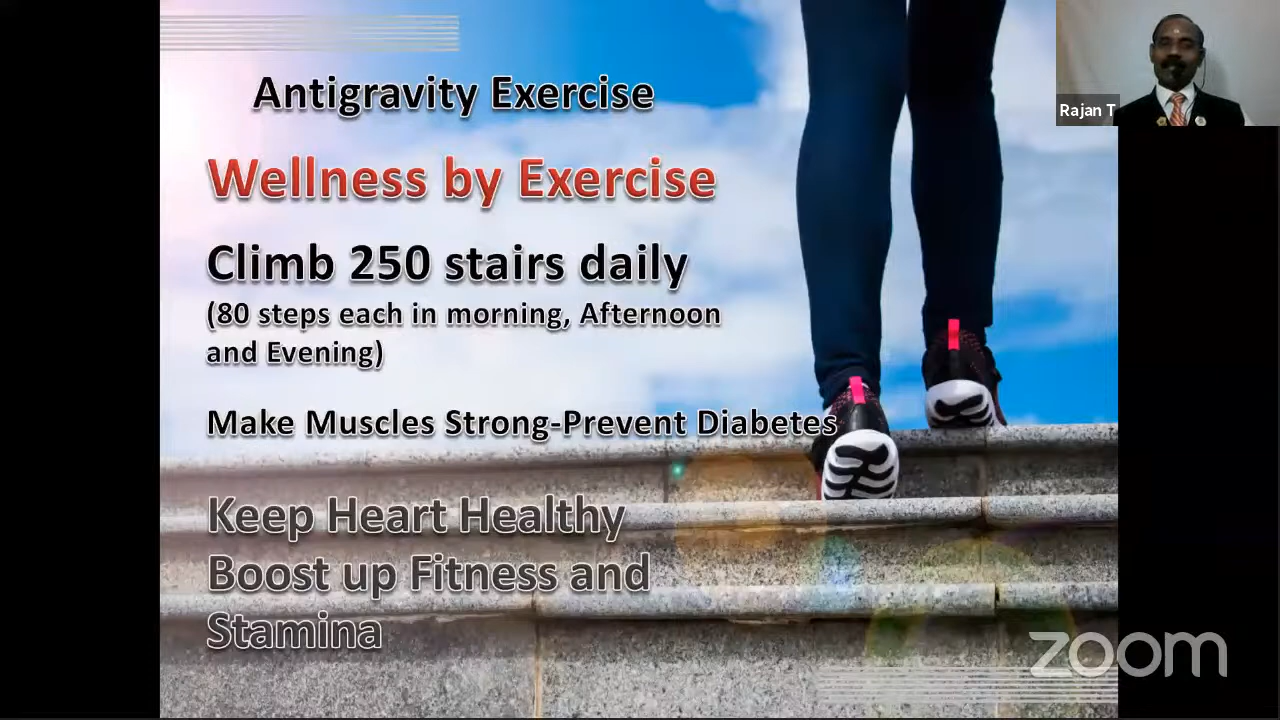 Antigravity Exercise
Wellness by Exercise
Climb 250 stairs daily
(80 steps each in morning, Afternoon
and Evening)
Make Muscles Strong-Prevent Diabetes
Keep Heart Healthy
Boost up Fitness and
Stamina
Rajan T
zoom